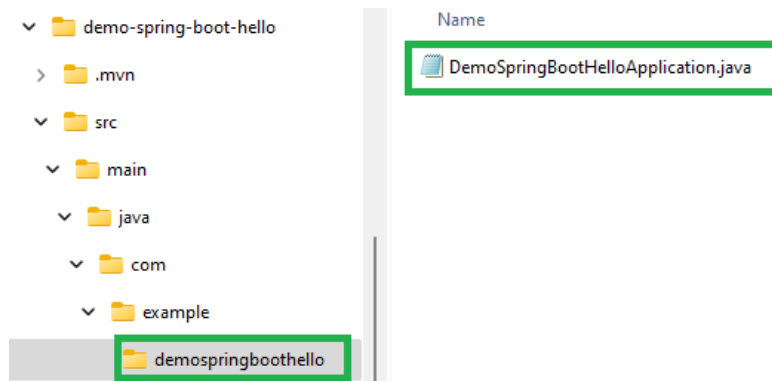 demo-spring-boot-hello
.mvn
src
main
java
com
example
demospringboothello
Name
DemoSpringBootHelloApplication.java